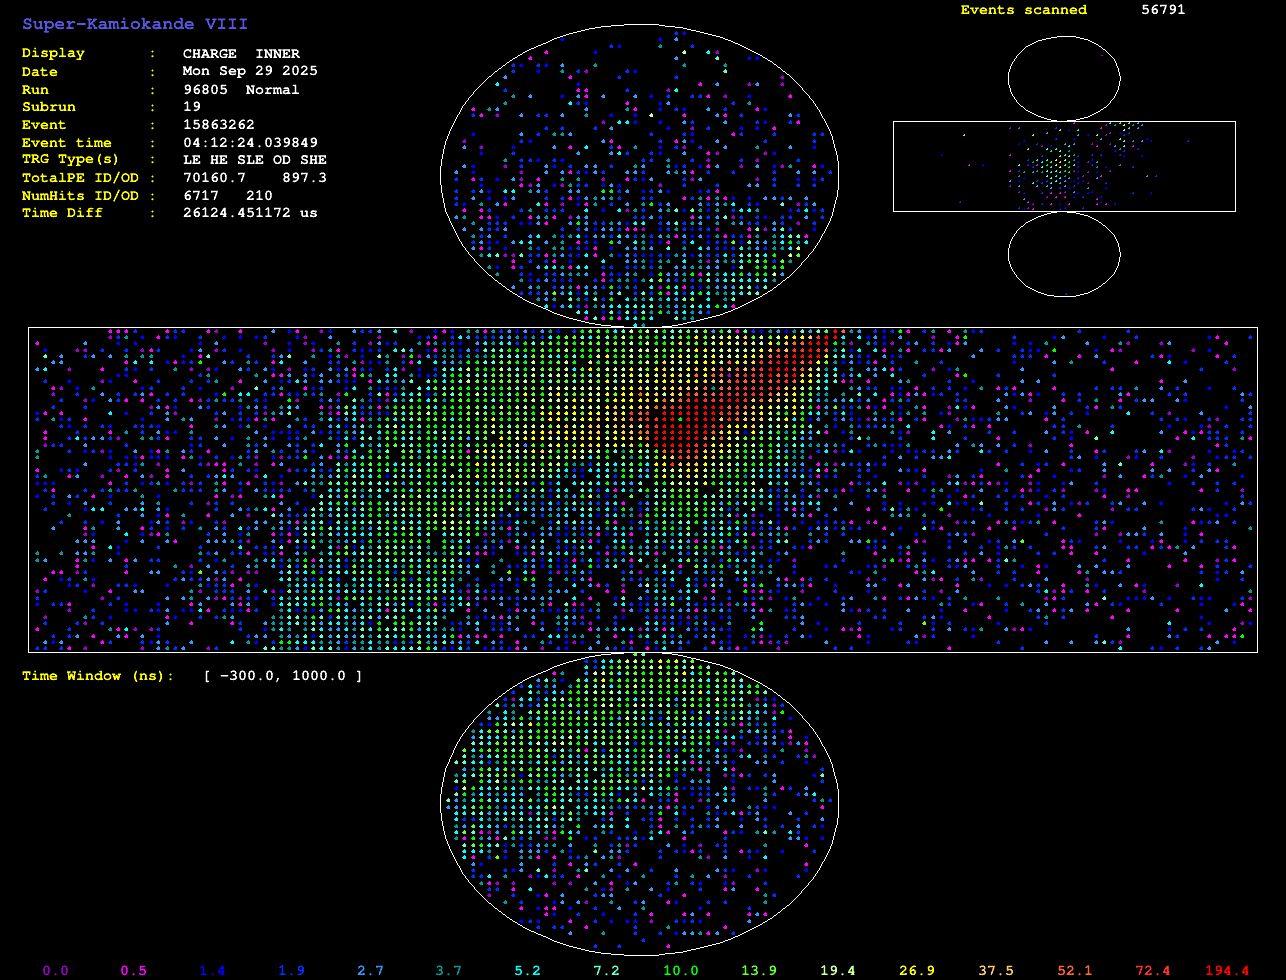 Super-Kamiokande VIII
Events scanned 56791
Display : CHARGE INNER
Date : Mon Sep 29 2025
Run : 96805 Normal
Subrun : 19
Event : 15863262
Event time : 04:12:24.039849
TRG Type(s) : LE HE SLE OD SHE
TotalPE ID/OD : 70160.7 897.3
NumHits ID/OD : 6717 210
Time Diff : 26124.451172 us
Time Window (ns): [ -300.0, 1000.0 ]
0.0 0.5 1.4 1.9 2.7 3.7 5.2 7.2 10.0 13.9 19.4 26.9 37.5 52.1 72.4 194.4